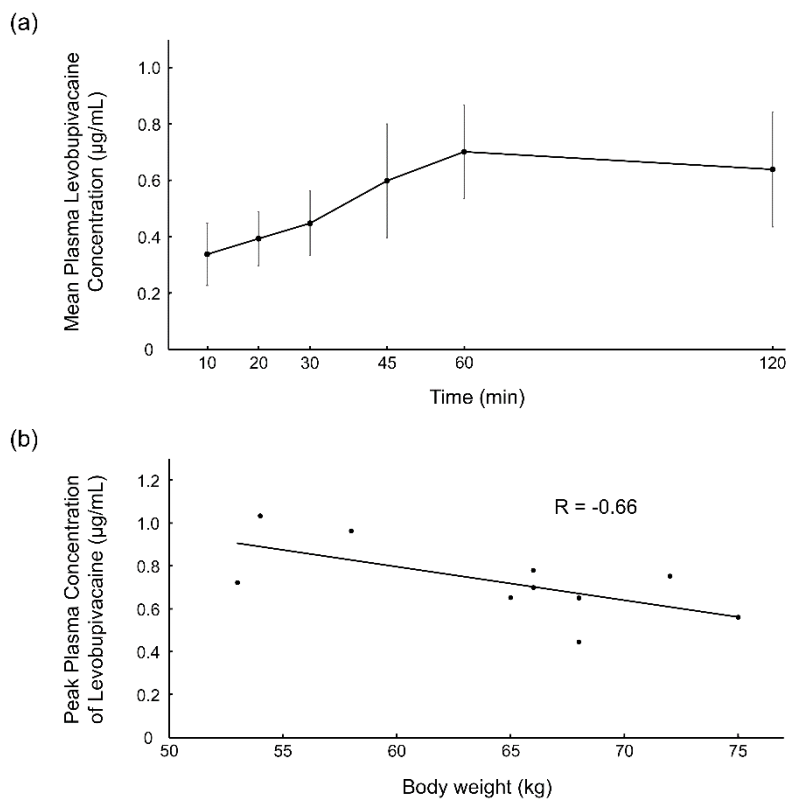 (a)
Mean Plasma Levobupivacaine
Concentration (µg/mL)
1.0
0.8
0.6
0.4
0.2
0
10 20 30 45 60 120
Time (min)
(b)
Peak Plasma Concentration
of Levobupivacaine (µg/mL)
1.2
1.0
0.8
0.6
0.4
0.2
0
R = -0.66
50 55 60 65 70 75
Body weight (kg)